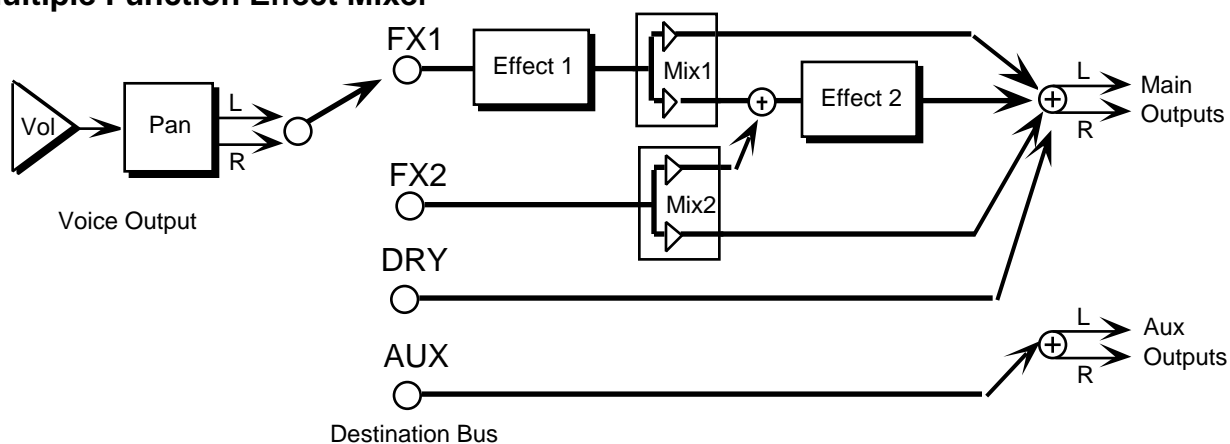 Multiple Function Effect Mixer
FX1
Effect 1
Mix1
Effect 2
L
Main
Outputs
R
Vol
Pan
L
R
FX2
Mix2
Voice Output
DRY
AUX
L
Aux
Outputs
R
Destination Bus